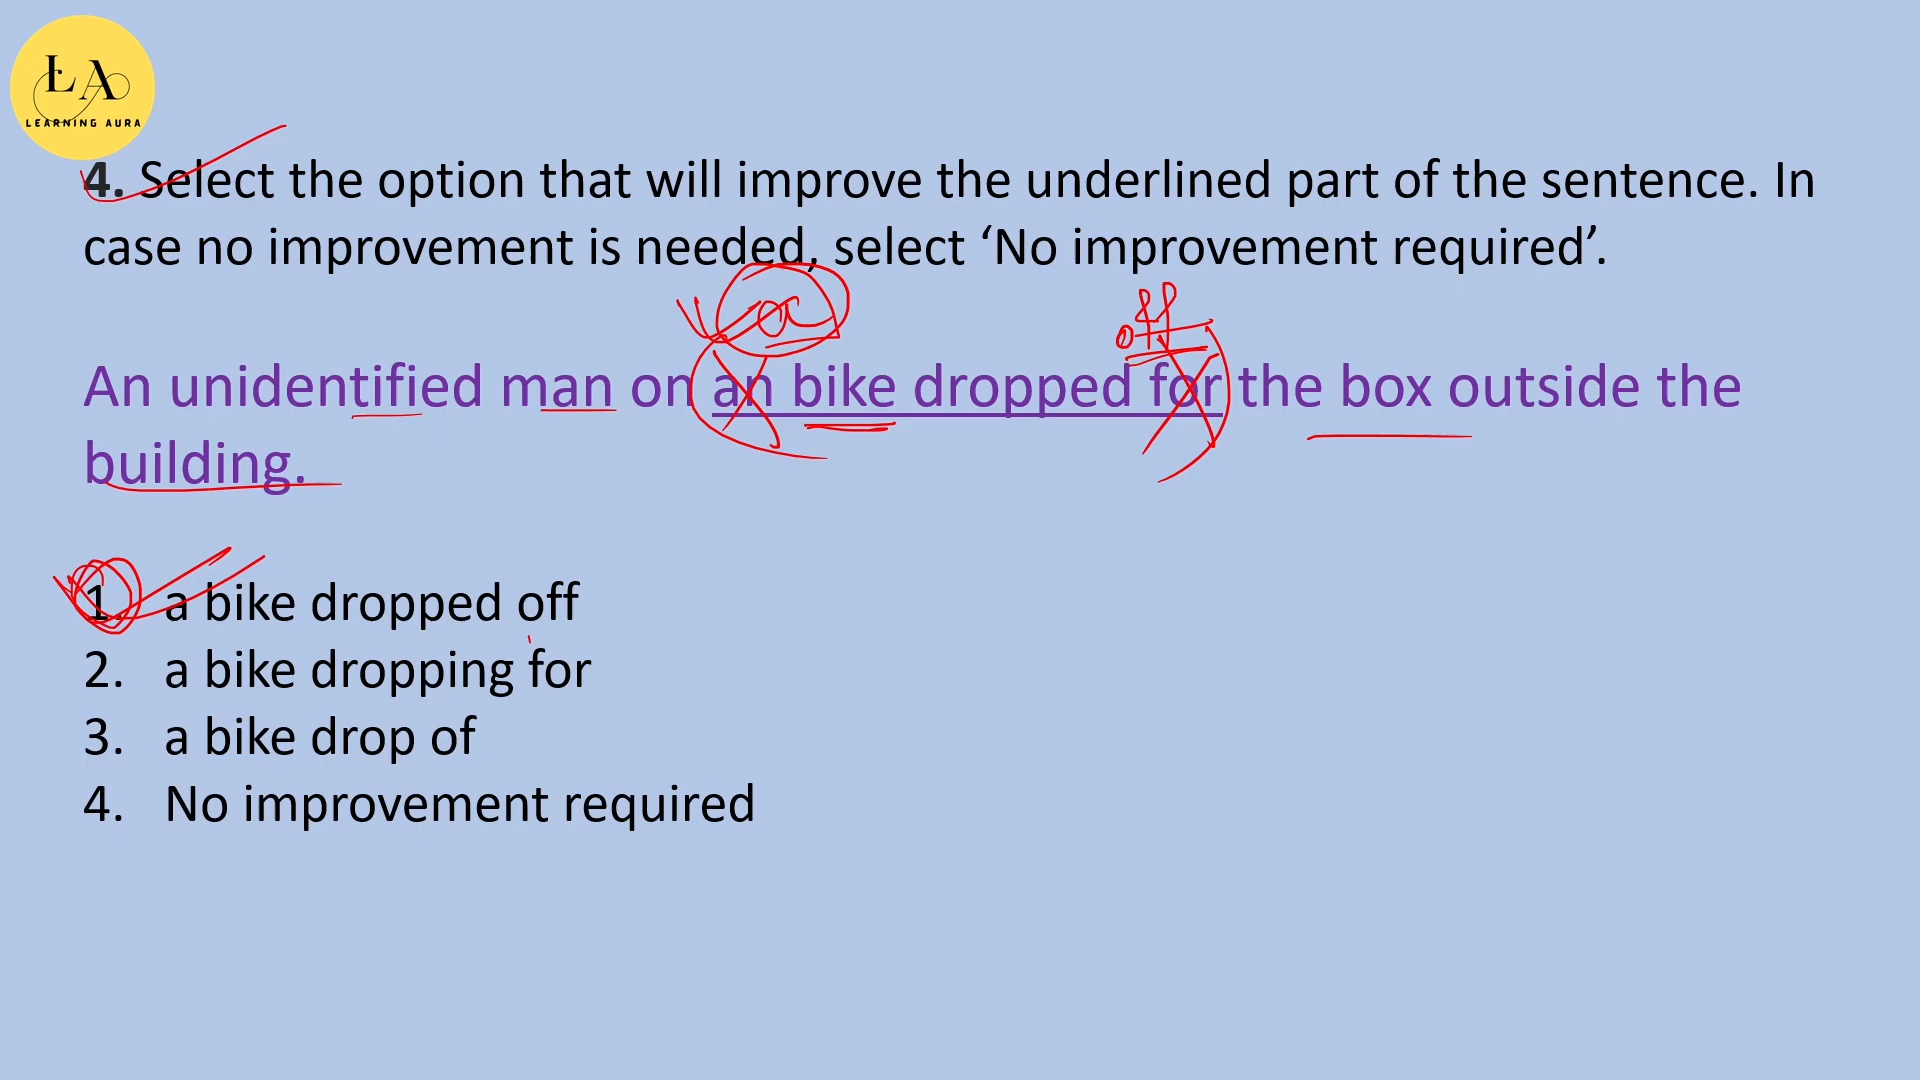 LA
LEARNING AURA
4. Select the option that will improve the underlined part of the sentence. In
case no improvement is needed, select ‘No improvement required’.
a
off
An unidentified man on an bike dropped for the box outside the
building.
1. a bike dropped off
2. a bike dropping for
3. a bike drop of
4. No improvement required